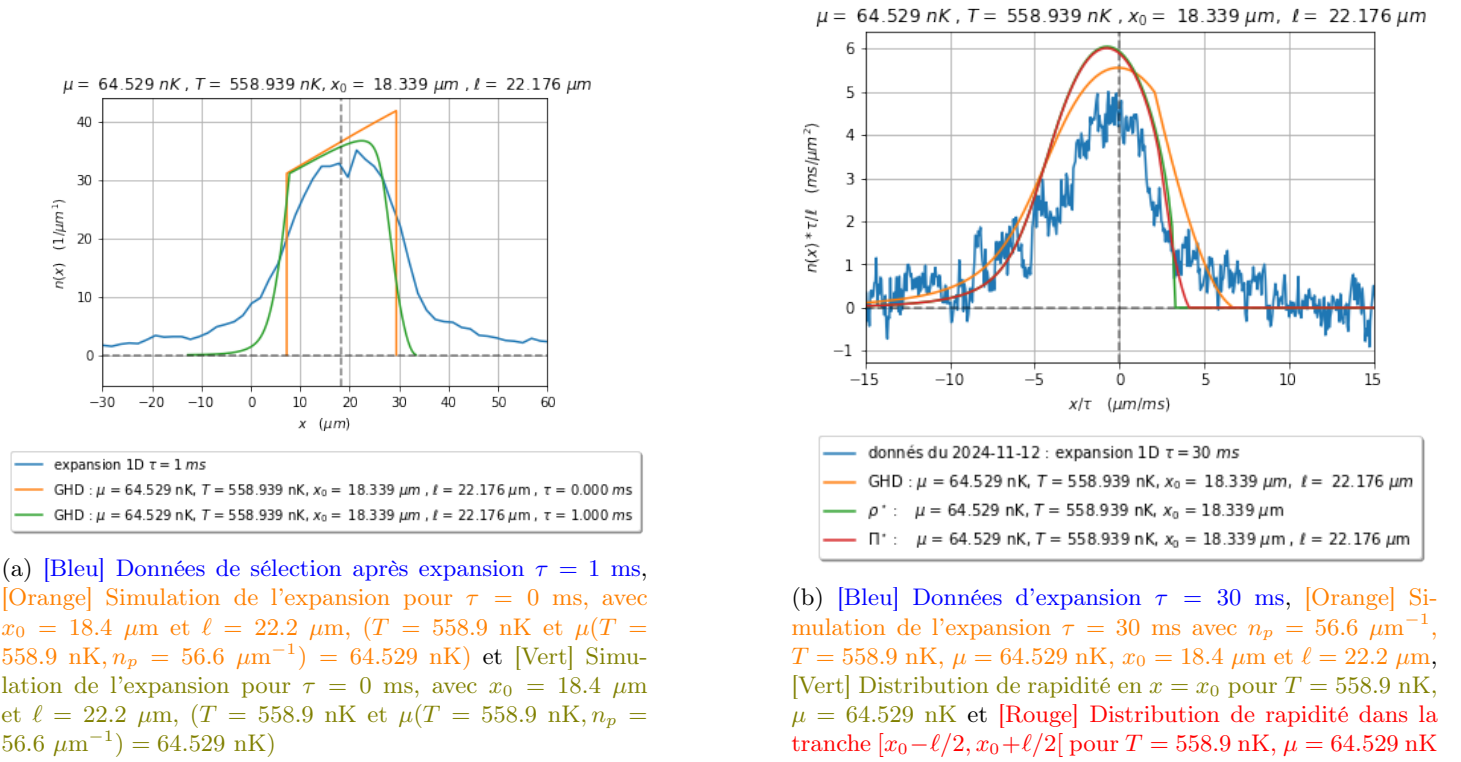 μ = 64.529 nK , T = 558.939 nK, x₀ = 18.339 μm , ℓ = 22.176 μm
n(x) (1/μm¹)
40
30
20
10
0
−30 −20 −10 0 10 20 30 40 50 60
x (μm)
expansion 1D τ = 1 ms
GHD : μ = 64.529 nK, T = 558.939 nK, x₀ = 18.339 μm , ℓ = 22.176 μm , τ = 0.000 ms
GHD : μ = 64.529 nK, T = 558.939 nK, x₀ = 18.339 μm , ℓ = 22.176 μm , τ = 1.000 ms
(a) [Bleu] Données de sélection après expansion τ = 1 ms,
[Orange] Simulation de l'expansion pour τ = 0 ms, avec
x₀ = 18.4 μm et ℓ = 22.2 μm, (T = 558.9 nK et μ(T =
558.9 nK, nₚ = 56.6 μm⁻¹) = 64.529 nK) et [Vert] Simu-
lation de l'expansion pour τ = 0 ms, avec x₀ = 18.4 μm
et ℓ = 22.2 μm, (T = 558.9 nK et μ(T = 558.9 nK, nₚ =
56.6 μm⁻¹) = 64.529 nK)
μ = 64.529 nK , T = 558.939 nK , x₀ = 18.339 μm, ℓ = 22.176 μm
n(x) * τ/ℓ (ms/μm²)
6
5
4
3
2
1
0
−1
−15 −10 −5 0 5 10 15
x/τ (μm/ms)
donnés du 2024-11-12 : expansion 1D τ = 30 ms
GHD : μ = 64.529 nK, T = 558.939 nK, x₀ = 18.339 μm, ℓ = 22.176 μm
ρ* : μ = 64.529 nK, T = 558.939 nK, x₀ = 18.339 μm
Π* : μ = 64.529 nK, T = 558.939 nK, x₀ = 18.339 μm , ℓ = 22.176 μm
(b) [Bleu] Données d'expansion τ = 30 ms, [Orange] Si-
mulation de l'expansion τ = 30 ms avec nₚ = 56.6 μm⁻¹,
T = 558.9 nK, μ = 64.529 nK, x₀ = 18.4 μm et ℓ = 22.2 μm,
[Vert] Distribution de rapidité en x = x₀ pour T = 558.9 nK,
μ = 64.529 nK et [Rouge] Distribution de rapidité dans la
tranche [x₀−ℓ/2, x₀+ℓ/2[ pour T = 558.9 nK, μ = 64.529 nK